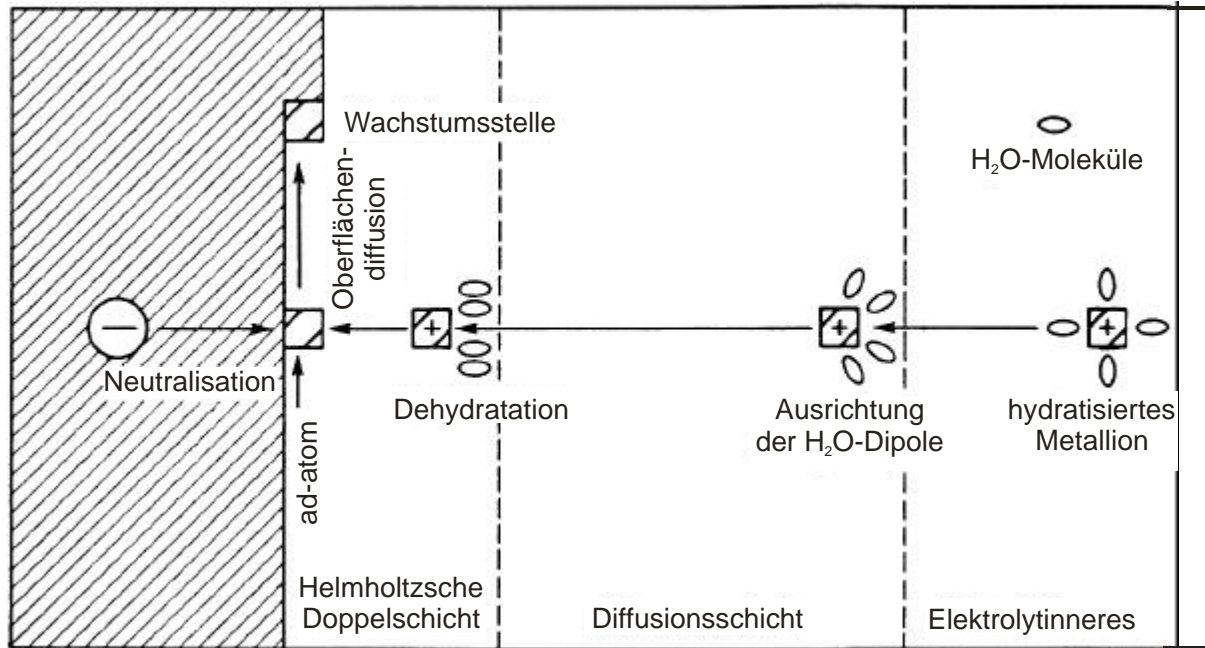 Wachstumsstelle
H₂O-Moleküle
Oberflächen-
diffusion
−
+
+
+
Neutralisation
Dehydratation
Ausrichtung
der H₂O-Dipole
hydratisiertes
Metallion
ad-atom
Helmholtzsche
Doppelschicht
Diffusionsschicht
Elektrolytinneres